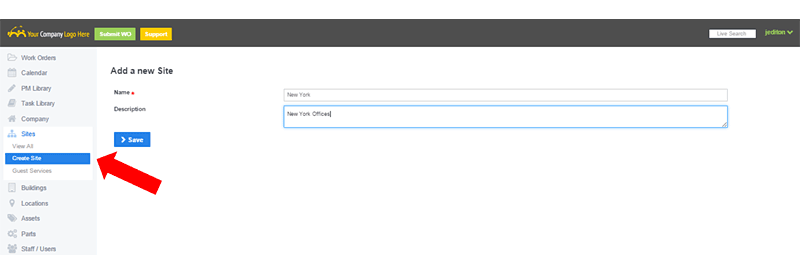 Your Company Logo Here
Submit WO
Support
Live Search
jediton
Work Orders
Calendar
PM Library
Task Library
Company
Sites
View All
Create Site
Guest Services
Buildings
Locations
Assets
Parts
Staff / Users
Add a new Site
Name
New York
Description
New York Offices
Save